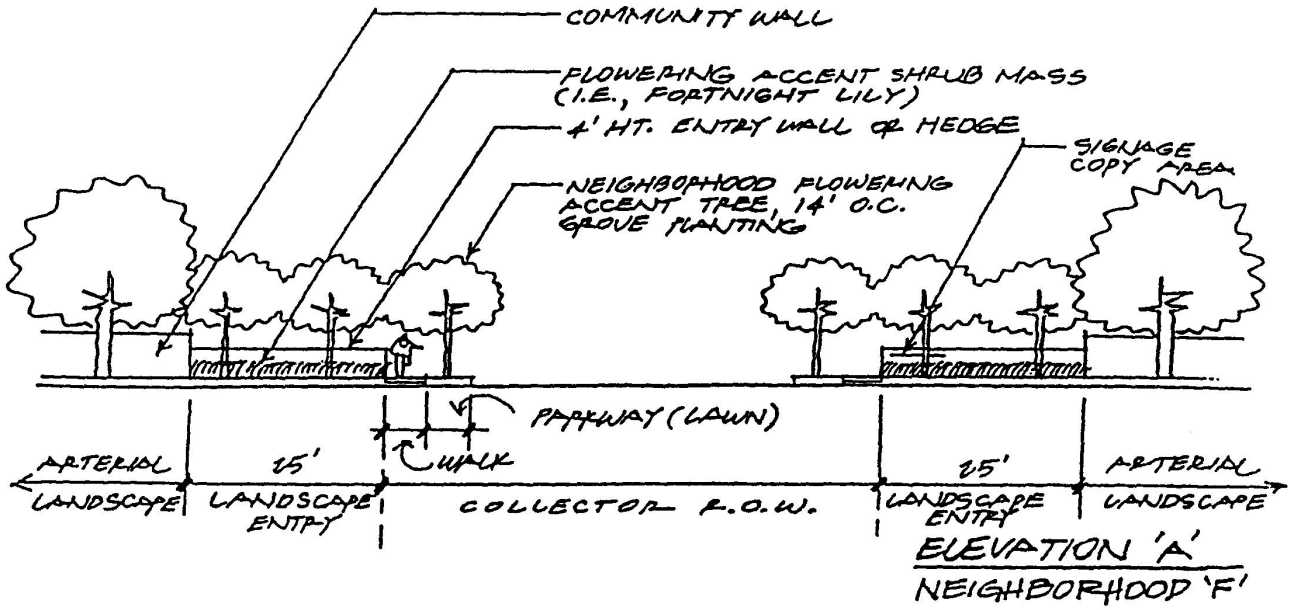 COMMUNITY WALL
FLOWERING ACCENT SHRUB MASS
(I.E., FORTNIGHT LILY)
4' HT. ENTRY WALL OR HEDGE
SIGNAGE
COPY AREA
NEIGHBORHOOD FLOWERING
ACCENT TREE, 14' O.C.
GROVE PLANTING
PARKWAY (LAWN)
WALK
ARTERIAL
LANDSCAPE
25'
LANDSCAPE
ENTRY
COLLECTOR R.O.W.
25'
LANDSCAPE
ENTRY
ARTERIAL
LANDSCAPE
ELEVATION 'A'
NEIGHBORHOOD 'F'